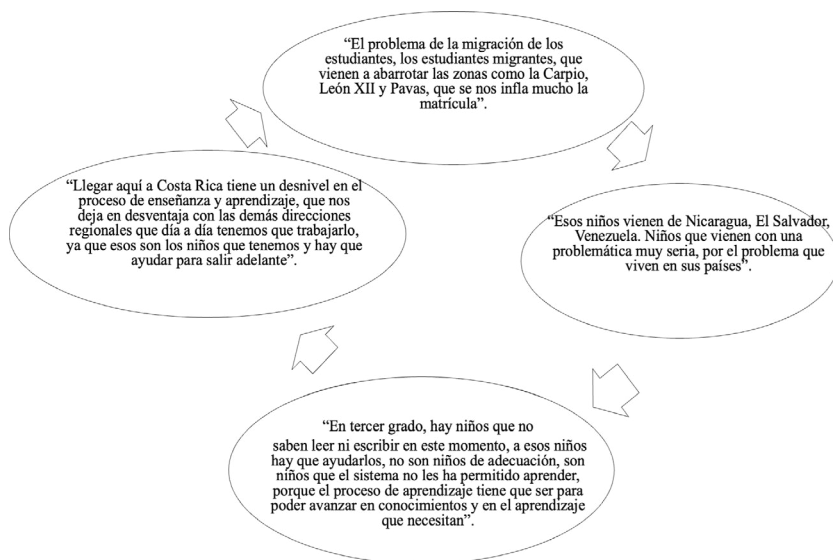 “El problema de la migración de los
estudiantes, los estudiantes migrantes, que
vienen a abarrotar las zonas como la Carpio,
León XII y Pavas, que se nos infla mucho la
matrícula”.
“Esos niños vienen de Nicaragua, El Salvador,
Venezuela. Niños que vienen con una
problemática muy seria, por el problema que
viven en sus países”.
“En tercer grado, hay niños que no
saben leer ni escribir en este momento, a esos niños
hay que ayudarlos, no son niños de adecuación, son
niños que el sistema no les ha permitido aprender,
porque el proceso de aprendizaje tiene que ser para
poder avanzar en conocimientos y en el aprendizaje
que necesitan”.
“Llegar aquí a Costa Rica tiene un desnivel en el
proceso de enseñanza y aprendizaje, que nos
deja en desventaja con las demás direcciones
regionales que día a día tenemos que trabajarlo,
ya que esos son los niños que tenemos y hay que
ayudar para salir adelante”.